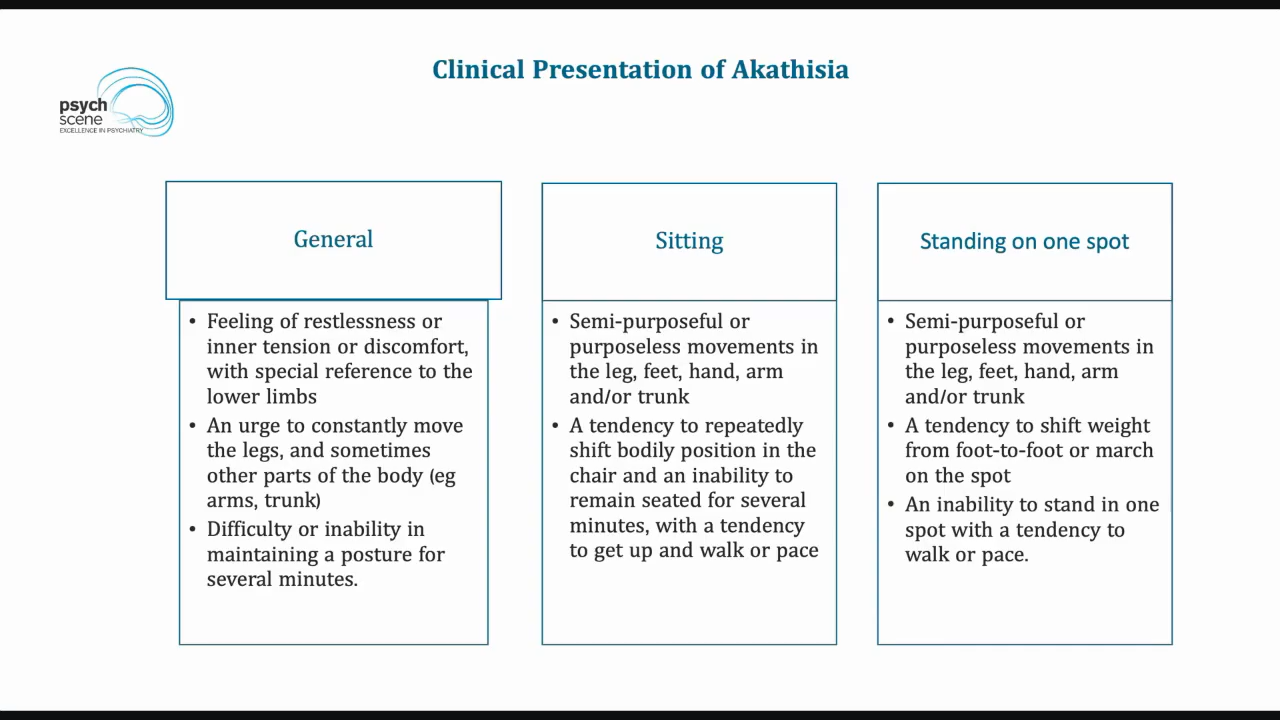 Clinical Presentation of Akathisia
psych
scene
EXCELLENCE IN PSYCHIATRY
General
• Feeling of restlessness or
inner tension or discomfort,
with special reference to the
lower limbs
• An urge to constantly move
the legs, and sometimes
other parts of the body (eg
arms, trunk)
• Difficulty or inability in
maintaining a posture for
several minutes.
Sitting
• Semi-purposeful or
purposeless movements in
the leg, feet, hand, arm
and/or trunk
• A tendency to repeatedly
shift bodily position in the
chair and an inability to
remain seated for several
minutes, with a tendency
to get up and walk or pace
Standing on one spot
• Semi-purposeful or
purposeless movements in
the leg, feet, hand, arm
and/or trunk
• A tendency to shift weight
from foot-to-foot or march
on the spot
• An inability to stand in one
spot with a tendency to
walk or pace.